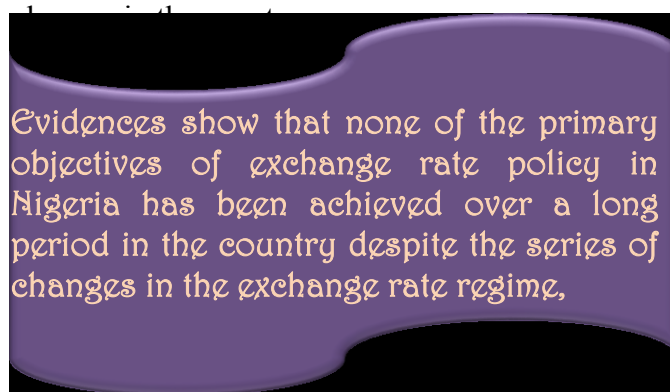 Evidences show that none of the primary
objectives of exchange rate policy in
Nigeria has been achieved over a long
period in the country despite the series of
changes in the exchange rate regime,